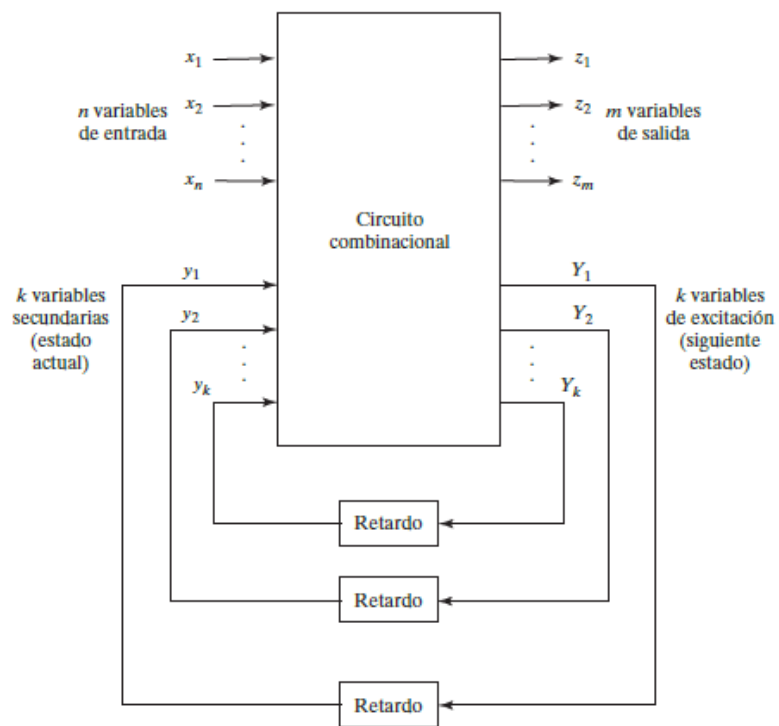 x1
z1
n variables
de entrada
x2
z2
m variables
de salida
xn
zm
Circuito
combinacional
k variables
secundarias
(estado
actual)
y1
Y1
k variables
de excitación
(siguiente
estado)
y2
Y2
yk
Yk
Retardo
Retardo
Retardo